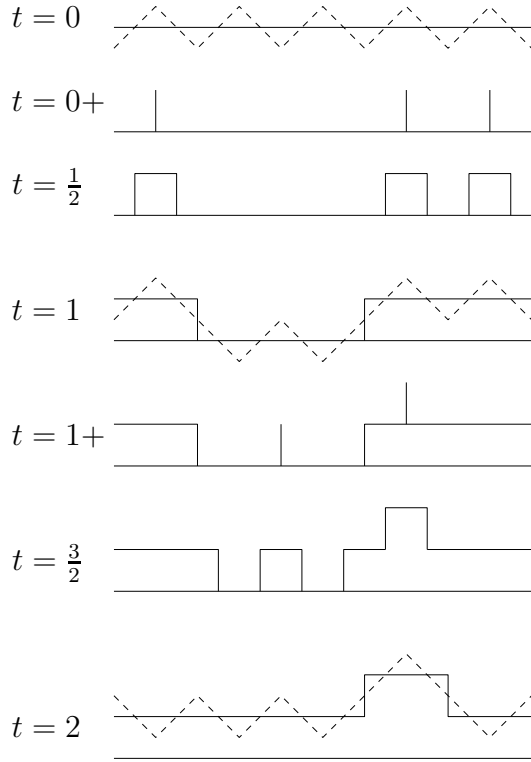 t = 0
t = 0+
t = 1/2
t = 1
t = 1+
t = 3/2
t = 2